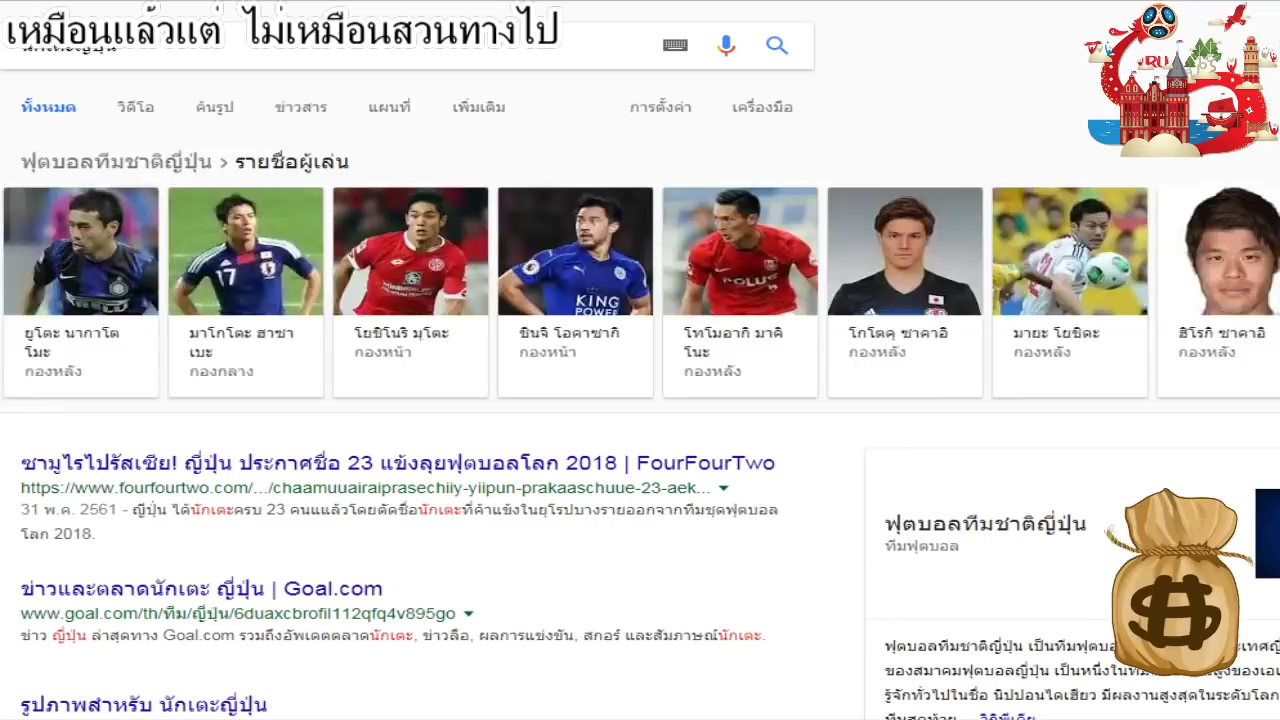 เหมือนแล้วแต่ ไม่เหมือนสวนทางไป
นักเตะญี่ปุ่น
ทั้งหมด วิดีโอ ค้นรูป ข่าวสาร แผนที่ เพิ่มเติม การตั้งค่า เครื่องมือ
ฟุตบอลทีมชาติญี่ปุ่น > รายชื่อผู้เล่น
17
KING
POWER
POLUS
ยูโตะ นากาโต
โมะ
กองหลัง
มาโกโตะ ฮาซา
เบะ
กองกลาง
โยชิโนริ มุโตะ
กองหน้า
ชินจิ โอคาซากิ
กองหน้า
โทโมอากิ มาคิ
โนะ
กองหลัง
โกโตคุ ซาคาอิ
กองหลัง
มายะ โยชิดะ
กองหลัง
ฮิโรกิ ซาคาอิ
กองหลัง
ซามูไรไปรัสเซีย! ญี่ปุ่น ประกาศชื่อ 23 แข้งลุยฟุตบอลโลก 2018 | FourFourTwo
https://www.fourfourtwo.com/.../chaamuuairaiprasechiiy-yiipun-prakaaschuue-23-aek...
31 พ.ค. 2561 - ญีปุ่น ได้นักเตะครบ 23 คนแแล้วโดยตัดชื่อนักเตะที่ค้าแข้งในยุโรปบางรายออกจากทีมชุดฟุตบอล
โลก 2018.
ข่าวและตลาดนักเตะ ญี่ปุ่น | Goal.com
www.goal.com/th/ทีม/ญี่ปุ่น/6duaxcbrofil112qfq4v895go
ข่าว ญี่ปุ่น ล่าสุดทาง Goal.com รวมถึงอัพเดตตลาดนักเตะ, ข่าวลือ, ผลการแข่งขัน, สกอร์ และสัมภาษณ์นักเตะ.
รูปภาพสำหรับ นักเตะญี่ปุ่น
ฟุตบอลทีมชาติญี่ปุ่น
ทีมฟุตบอล
ฟุตบอลทีมชาติญี่ปุ่น เป็นทีมฟุตบอ
ของสมาคมฟุตบอลญี่ปุ่น เป็นหนึ่งในที
รู้จักทั่วไปในชื่อ นิปปอนไดเฮียว มีผลงานสูงสุดในระดับโลก
ทีมสุดท้าย ... วิกิพีเดีย